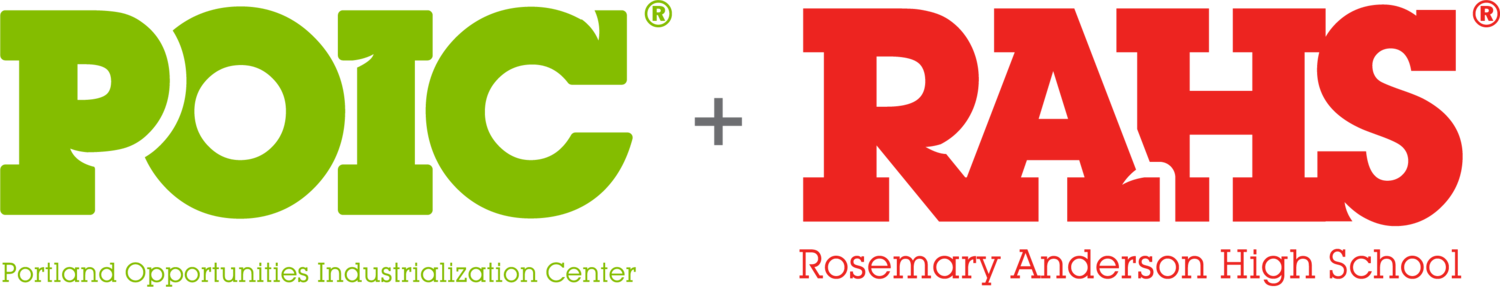 POIC® + RAHS®
Portland Opportunities Industrialization Center
Rosemary Anderson High School